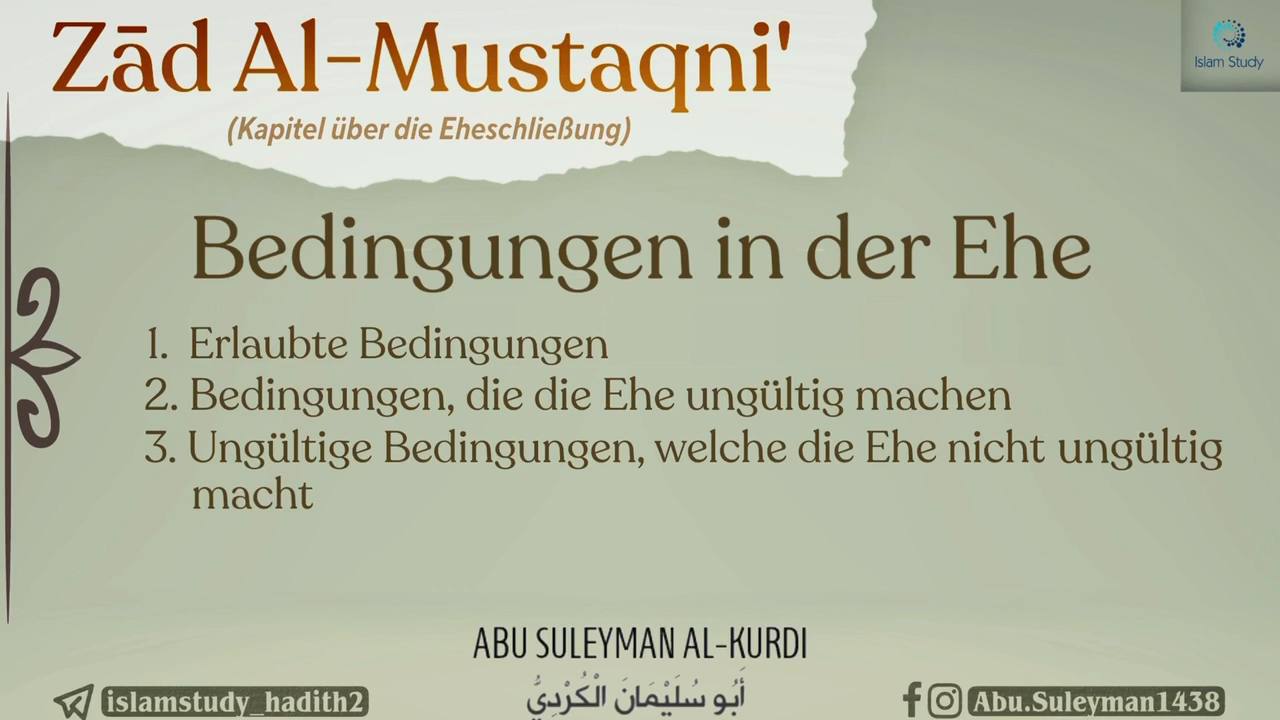 Zād Al-Mustaqni'
(Kapitel über die Eheschließung)
Islam Study
Bedingungen in der Ehe
1. Erlaubte Bedingungen
2. Bedingungen, die die Ehe ungültig machen
3. Ungültige Bedingungen, welche die Ehe nicht ungültig
macht
ABU SULEYMAN AL-KURDI
أَبُو سُلَيْمَانَ الْكُرْدِيُّ
islamstudy_hadith2
Abu.Suleyman1438